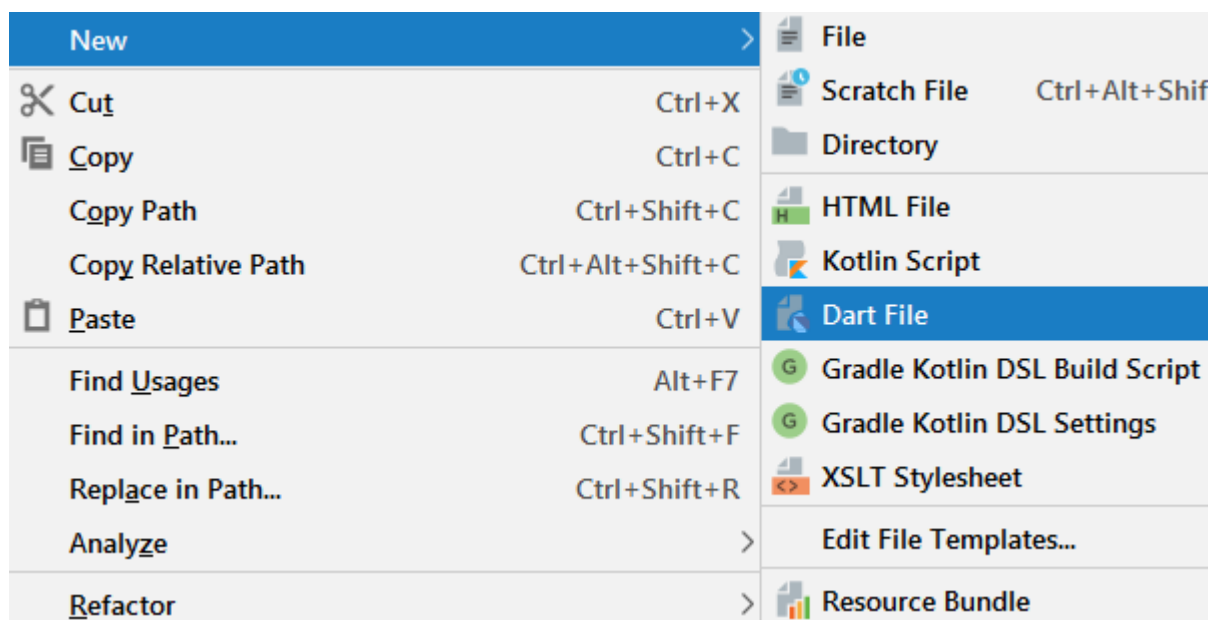 New
Cut Ctrl+X
Copy Ctrl+C
Copy Path Ctrl+Shift+C
Copy Relative Path Ctrl+Alt+Shift+C
Paste Ctrl+V
Find Usages Alt+F7
Find in Path... Ctrl+Shift+F
Replace in Path... Ctrl+Shift+R
Analyze
Refactor
File
Scratch File Ctrl+Alt+Shif
Directory
H HTML File
Kotlin Script
Dart File
G Gradle Kotlin DSL Build Script
G Gradle Kotlin DSL Settings
<> XSLT Stylesheet
Edit File Templates...
Resource Bundle